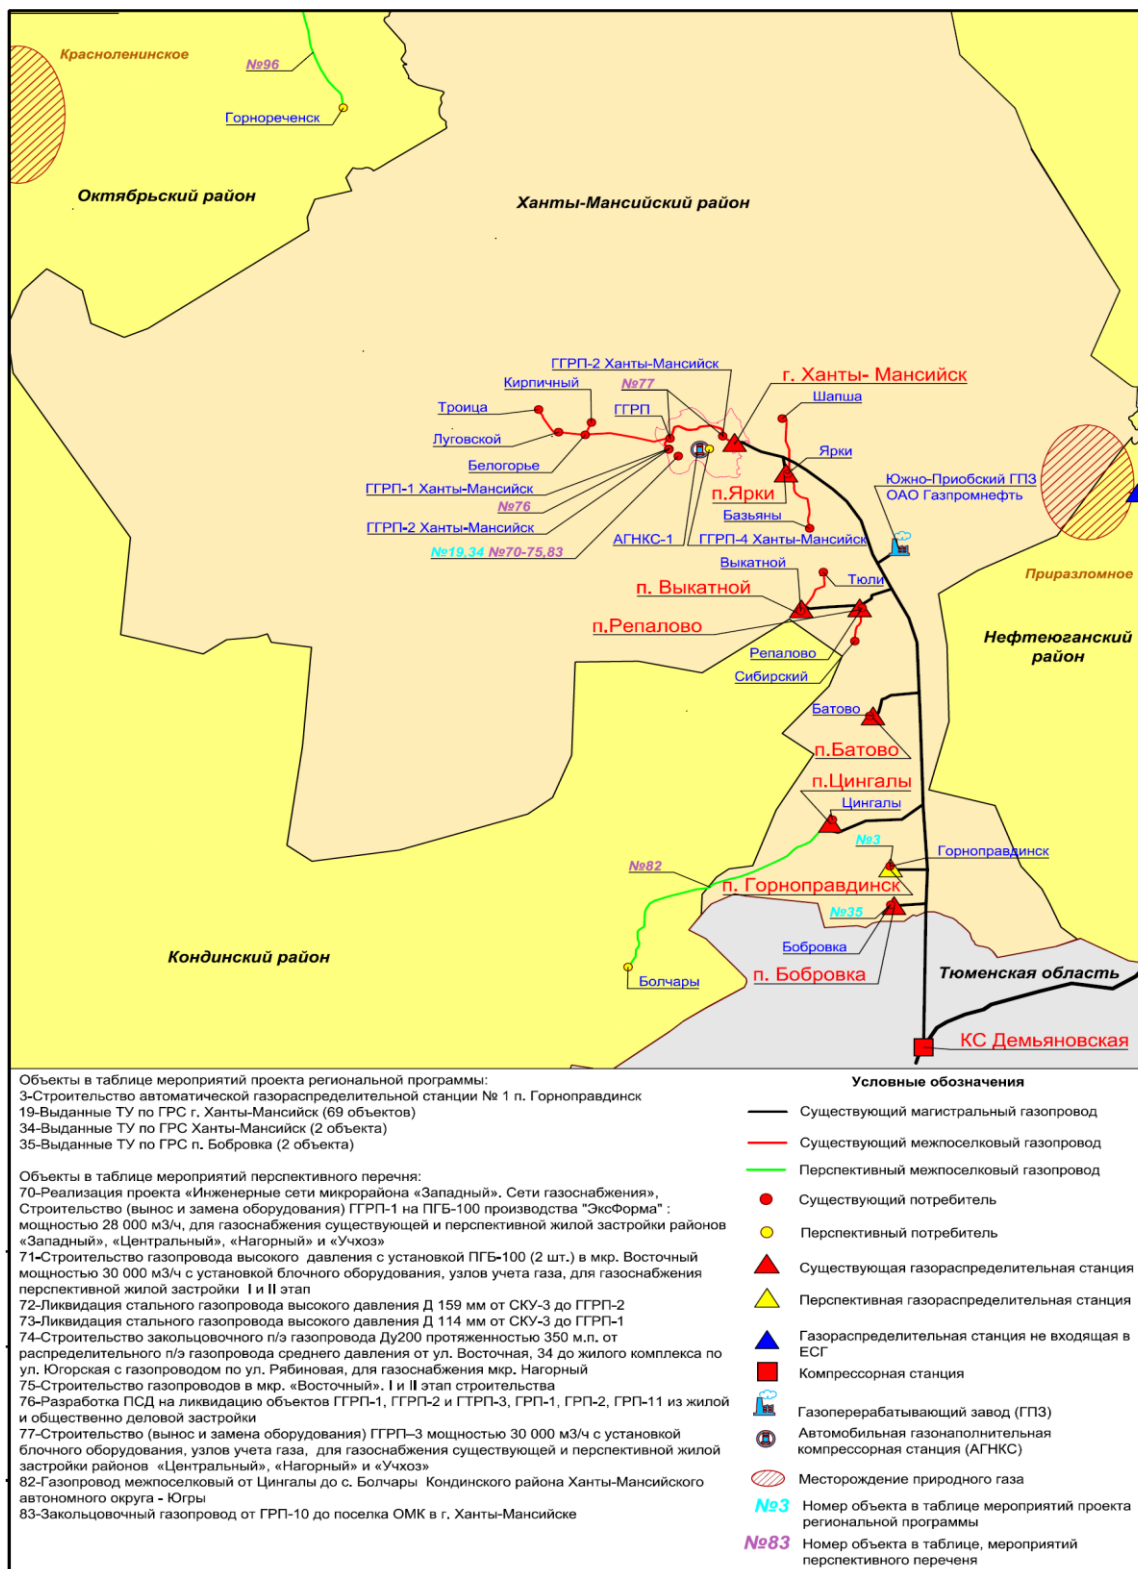 Красноленинское
№96
Горнореченск
Октябрьский район
Ханты-Мансийский район
ГГРП-2 Ханты-Мансийск
Кирпичный
№77
г. Ханты- Мансийск
Троица
ГГРП
Шапша
Луговской
Белогорье
Ярки
ГГРП-1 Ханты-Мансийск
п.Ярки
Южно-Приобский ГПЗ
ОАО Газпромнефть
№76
Базьяны
ГГРП-2 Ханты-Мансийск
АГНКС-1
ГГРП-4 Ханты-Мансийск
№19,34 №70-75,83
Выкатной
Тюли
Приразломное
п. Выкатной
п.Репалово
Нефтеюганский
район
Репалово
Сибирский
Батово
п.Батово
п.Цингалы
Цингалы
№3
Горноправдинск
№82
п. Горноправдинск
№35
Бобровка
Кондинский район
п. Бобровка
Тюменская область
Болчары
КС Демьяновская
Объекты в таблице мероприятий проекта региональной программы:
3-Строительство автоматической газораспределительной станции № 1 п. Горноправдинск
19-Выданные ТУ по ГРС г. Ханты-Мансийск (69 объектов)
34-Выданные ТУ по ГРС Ханты-Мансийск (2 объекта)
35-Выданные ТУ по ГРС п. Бобровка (2 объекта)
Объекты в таблице мероприятий перспективного перечня:
70-Реализация проекта «Инженерные сети микрорайона «Западный». Сети газоснабжения»,
Строительство (вынос и замена оборудования) ГГРП-1 на ПГБ-100 производства "ЭксФорма" :
мощностью 28 000 м3/ч, для газоснабжения существующей и перспективной жилой застройки районов
«Западный», «Центральный», «Нагорный» и «Учхоз»
71-Строительство газопровода высокого давления с установкой ПГБ-100 (2 шт.) в мкр. Восточный
мощностью 30 000 м3/ч с установкой блочного оборудования, узлов учета газа, для газоснабжения
перспективной жилой застройки I и II этап
72-Ликвидация стального газопровода высокого давления Д 159 мм от СКУ-3 до ГГРП-2
73-Ликвидация стального газопровода высокого давления Д 114 мм от СКУ-3 до ГГРП-1
74-Строительство закольцовочного п/э газопровода Ду200 протяженностью 350 м.п. от
распределительного п/э газопровода среднего давления от ул. Восточная, 34 до жилого комплекса по
ул. Югорская с газопроводом по ул. Рябиновая, для газоснабжения мкр. Нагорный
75-Строительство газопроводов в мкр. «Восточный». I и II этап строительства
76-Разработка ПСД на ликвидацию объектов ГГРП-1, ГГРП-2 и ГТРП-3, ГРП-1, ГРП-2, ГРП-11 из жилой
и общественно деловой застройки
77-Строительство (вынос и замена оборудования) ГГРП–3 мощностью 30 000 м3/ч с установкой
блочного оборудования, узлов учета газа, для газоснабжения существующей и перспективной жилой
застройки районов «Центральный», «Нагорный» и «Учхоз»
82-Газопровод межпоселковый от Цингалы до с. Болчары Кондинского района Ханты-Мансийского
автономного округа - Югры
83-Закольцовочный газопровод от ГРП-10 до поселка ОМК в г. Ханты-Мансийске
Условные обозначения
Существующий магистральный газопровод
Существующий межпоселковый газопровод
Перспективный межпоселковый газопровод
Существующий потребитель
Перспективный потребитель
Существующая газораспределительная станция
Перспективная газораспределительная станция
Газораспределительная станция не входящая в
ЕСГ
Компрессорная станция
Газоперерабатывающий завод (ГПЗ)
Автомобильная газонаполнительная
компрессорная станция (АГНКС)
Месторождение природного газа
№3 Номер объекта в таблице мероприятий проекта
региональной программы
№83 Номер объекта в таблице, мероприятий
перспективного переченя